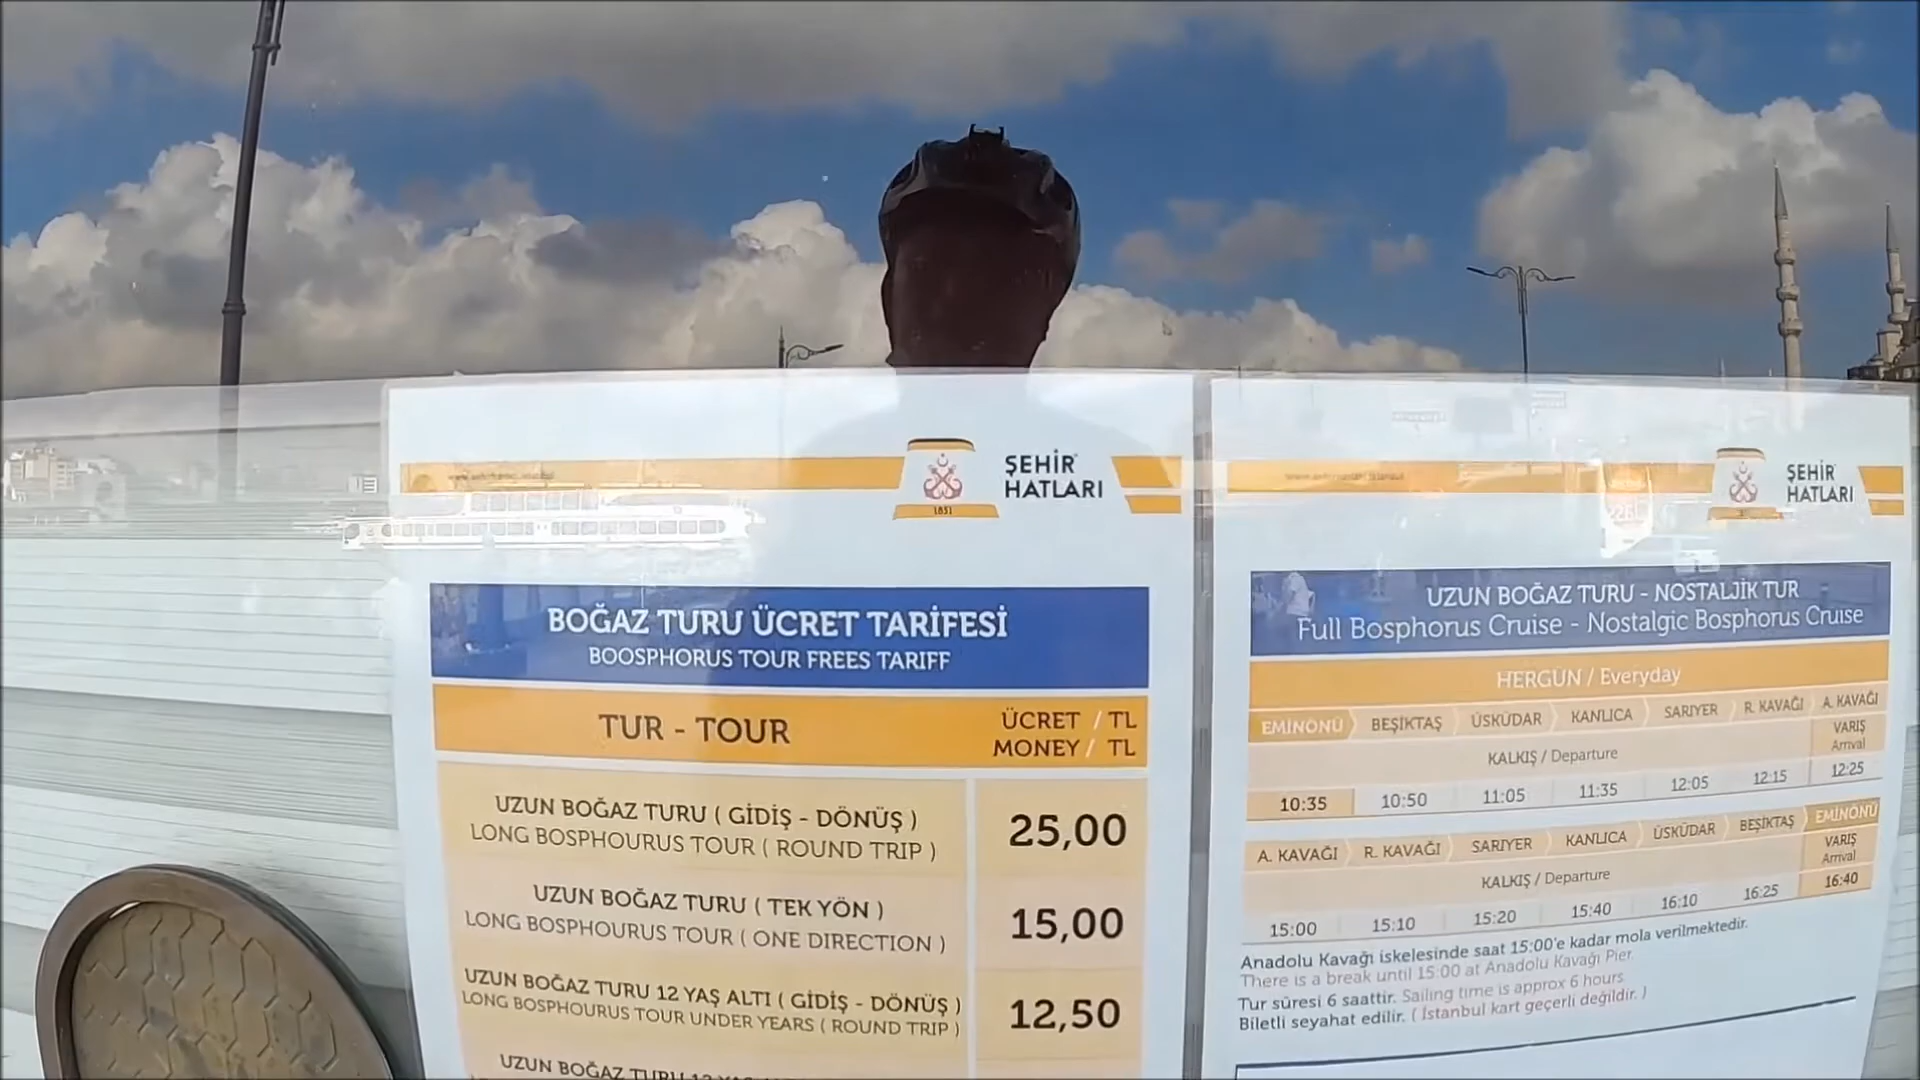 ŞEHİR
HATLARI
1851
BOĞAZ TURU ÜCRET TARİFESİ
BOOSPHORUS TOUR FREES TARIFF
TUR - TOUR
ÜCRET / TL
MONEY / TL
UZUN BOĞAZ TURU ( GİDİŞ - DÖNÜŞ )
LONG BOSPHOURUS TOUR ( ROUND TRIP )
25,00
UZUN BOĞAZ TURU ( TEK YÖN )
LONG BOSPHOURUS TOUR ( ONE DIRECTION )
15,00
UZUN BOĞAZ TURU 12 YAŞ ALTI ( GİDİŞ - DÖNÜŞ )
LONG BOSPHOURUS TOUR UNDER YEARS ( ROUND TRIP )
12,50
UZUN BOĞAZ TURU 12
ŞEHİR
HATLARI
UZUN BOĞAZ TURU - NOSTALJİK TUR
Full Bosphorus Cruise - Nostalgic Bosphorus Cruise
HERGÜN / Everyday
EMİNÖNÜ BEŞİKTAŞ ÜSKÜDAR KANLICA SARIYER R. KAVAĞI A. KAVAĞI
KALKIŞ / Departure
VARIŞ
Arrival
10:35 10:50 11:05 11:35 12:05 12:15 12:25
A. KAVAĞI R. KAVAĞI SARIYER KANLICA ÜSKÜDAR BEŞİKTAŞ EMİNÖNÜ
KALKIŞ / Departure
VARIŞ
Arrival
15:00 15:10 15:20 15:40 16:10 16:25 16:40
Anadolu Kavağı iskelesinde saat 15:00'e kadar mola verilmektedir.
There is a break until 15:00 at Anadolu Kavağı Pier.
Tur süresi 6 saattir. Sailing time is approx 6 hours.
Biletli seyahat edilir. ( İstanbul kart geçerli değildir. )